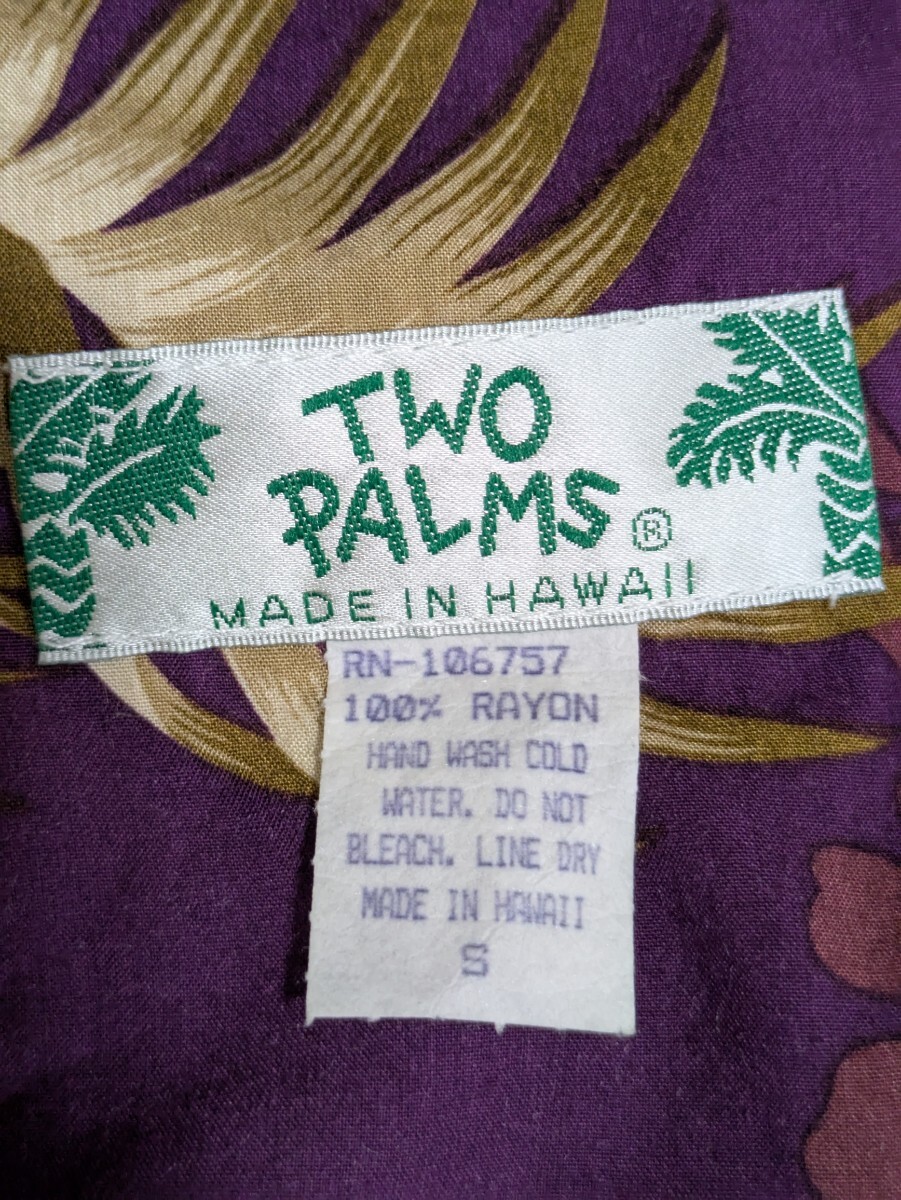 TWO
PALMS®
MADE IN HAWAII
RN-106757
100% RAYON
HAND WASH COLD
WATER. DO NOT
BLEACH. LINE DRY
MADE IN HAWAII
S